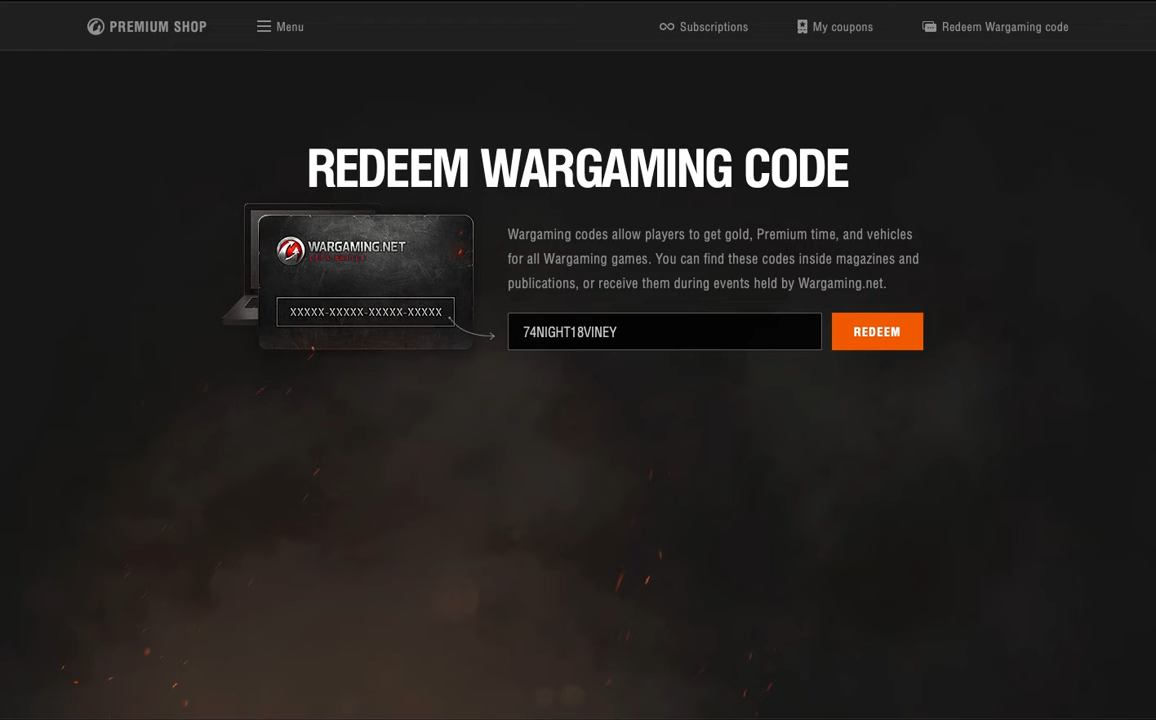 PREMIUM SHOP
Menu
Subscriptions
My coupons
Redeem Wargaming code
REDEEM WARGAMING CODE
WARGAMING.NET
XXXXX-XXXXX-XXXXX-XXXXX
Wargaming codes allow players to get gold, Premium time, and vehicles
for all Wargaming games. You can find these codes inside magazines and
publications, or receive them during events held by Wargaming.net.
74NIGHT18VINEY
REDEEM